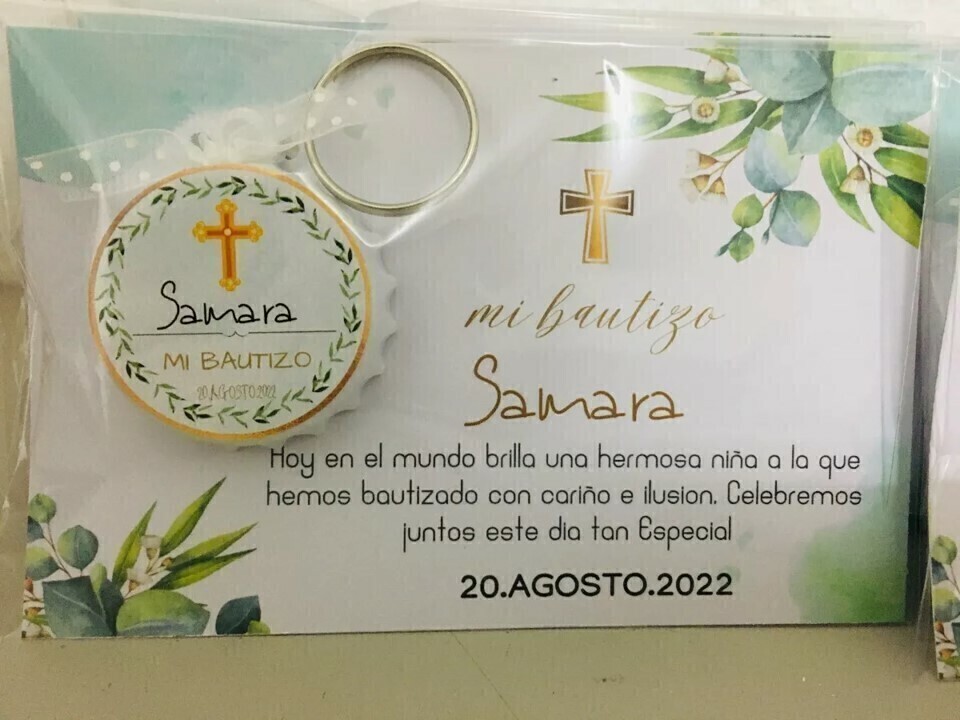 Samara
MI BAUTIZO
20.AGOSTO.2022
mi bautizo
Samara
Hoy en el mundo brilla una hermosa niña a la que
hemos bautizado con cariño e ilusion. Celebremos
juntos este dia tan Especial
20.AGOSTO.2022